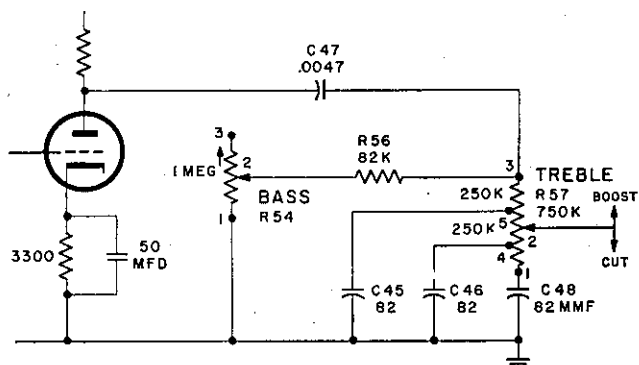 C47
.0047
3
2
1 MEG
BASS
1
R54
R56
82K
3
TREBLE
250K
R57
5
750K
BOOST
250K
2
4
CUT
1
3300
50
MFD
C45
82
C46
82
C48
82 MMF